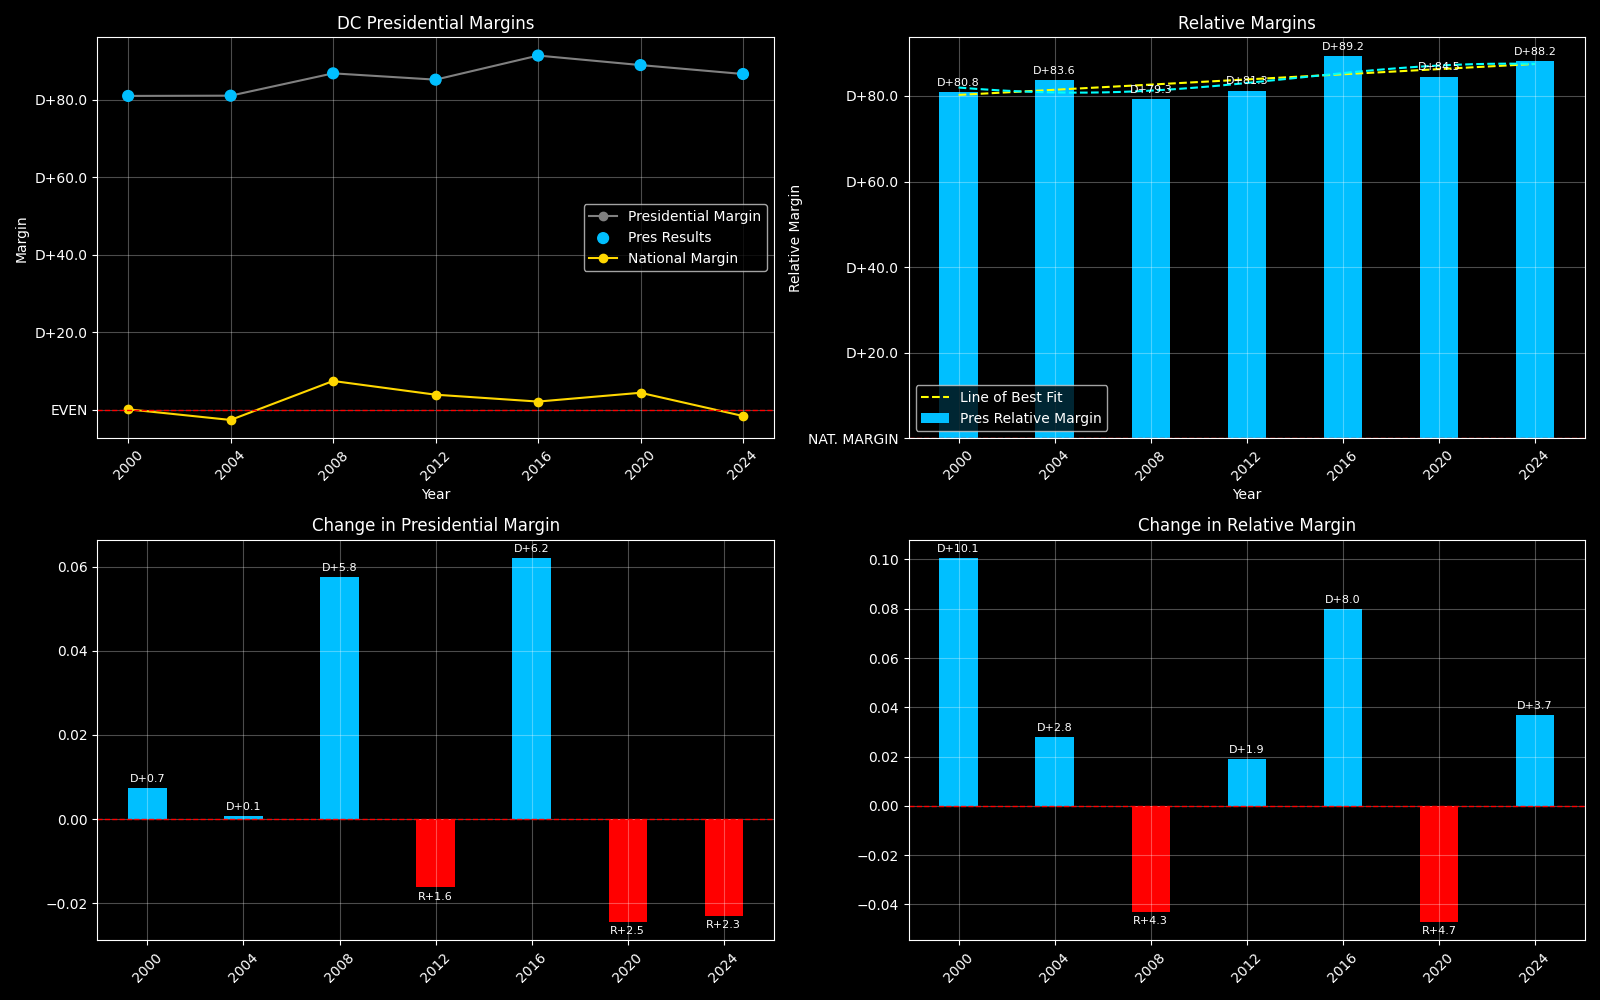 DC Presidential Margins
Margin
D+80.0
D+60.0
D+40.0
D+20.0
EVEN
Presidential Margin
Pres Results
National Margin
2000
2004
2008
2012
2016
2020
2024
Year
Relative Margins
Relative Margin
D+80.0
D+60.0
D+40.0
D+20.0
NAT. MARGIN
D+80.8
D+83.6
D+79.3
D+81.3
D+89.2
D+84.5
D+88.2
Line of Best Fit
Pres Relative Margin
2000
2004
2008
2012
2016
2020
2024
Year
Change in Presidential Margin
0.06
0.04
0.02
0.00
−0.02
D+0.7
D+0.1
D+5.8
R+1.6
D+6.2
R+2.5
R+2.3
2000
2004
2008
2012
2016
2020
2024
Change in Relative Margin
0.10
0.08
0.06
0.04
0.02
0.00
−0.02
−0.04
D+10.1
D+2.8
R+4.3
D+1.9
D+8.0
R+4.7
D+3.7
2000
2004
2008
2012
2016
2020
2024